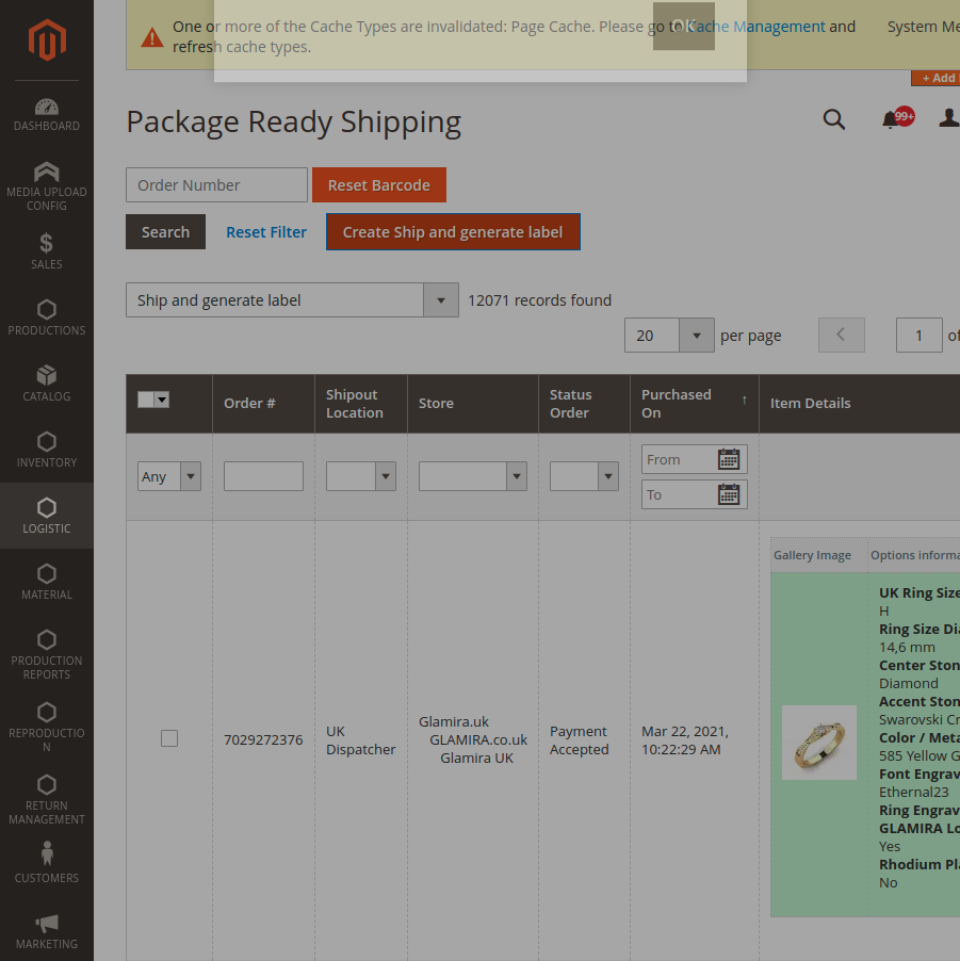 One or more of the Cache Types are invalidated: Page Cache. Please go to Cache Management and
refresh cache types.
OK
System Me
+ Add
Package Ready Shipping
99+
Order Number
Reset Barcode
Search
Reset Filter
Create Ship and generate label
Ship and generate label
12071 records found
20
per page
1
of
Order #
Shipout
Location
Store
Status
Order
Purchased
On
↑
Item Details
Any
From
To
Gallery Image
Options informa
7029272376
UK
Dispatcher
Glamira.uk
GLAMIRA.co.uk
Glamira UK
Payment
Accepted
Mar 22, 2021,
10:22:29 AM
UK Ring Size
H
Ring Size Di
14,6 mm
Center Ston
Diamond
Accent Ston
Swarovski Cr
Color / Meta
585 Yellow G
Font Engrav
Ethernal23
Ring Engrav
GLAMIRA Lo
Yes
Rhodium Pl
No
DASHBOARD
MEDIA UPLOAD
CONFIG
$
SALES
PRODUCTIONS
CATALOG
INVENTORY
LOGISTIC
MATERIAL
PRODUCTION
REPORTS
REPRODUCTIO
N
RETURN
MANAGEMENT
CUSTOMERS
MARKETING